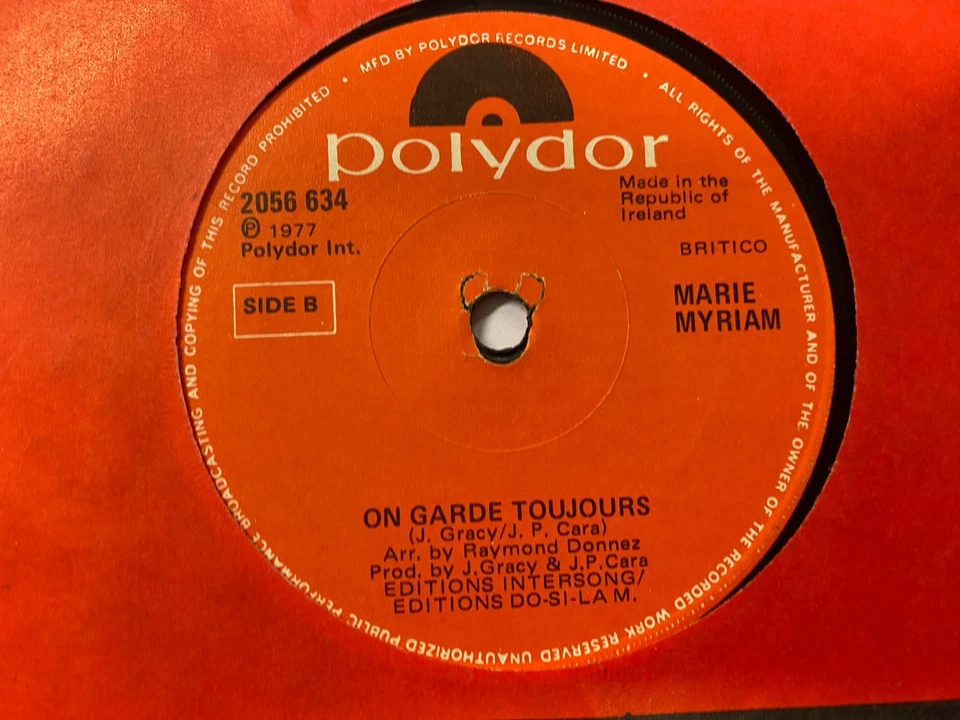 MFD BY POLYDOR RECORDS LIMITED • ALL RIGHTS OF THE MANUFACTURER AND OF THE OWNER OF THE RECORDED WORK RESERVED UNAUTHORIZED PUBLIC PERFORMANCE BROADCASTING AND COPYING OF THIS RECORD PROHIBITED •
polydor
2056 634
Ⓟ 1977
Polydor Int.
Made in the
Republic of
Ireland
BRITICO
SIDE B
MARIE
MYRIAM
ON GARDE TOUJOURS
(J. Gracy/J. P. Cara)
Arr. by Raymond Donnez
Prod. by J.Gracy & J.P.Cara
EDITIONS INTERSONG/
EDITIONS DO-SI-LA M.